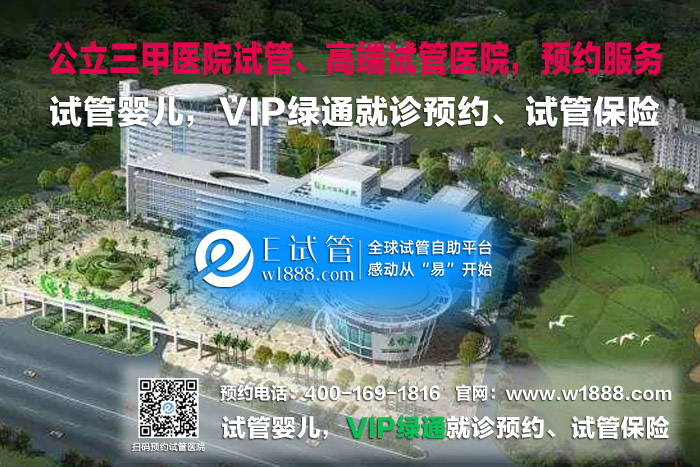 公立三甲医院试管、高端试管医院，预约服务
试管婴儿，VIP绿通就诊预约、试管保险
e E试管
w1888.com
全球试管自助平台
感动从“易”开始
预约电话：400-169-1816 官网：www.w1888.com
试管婴儿，VIP绿通就诊预约、试管保险
扫码预约试管医院